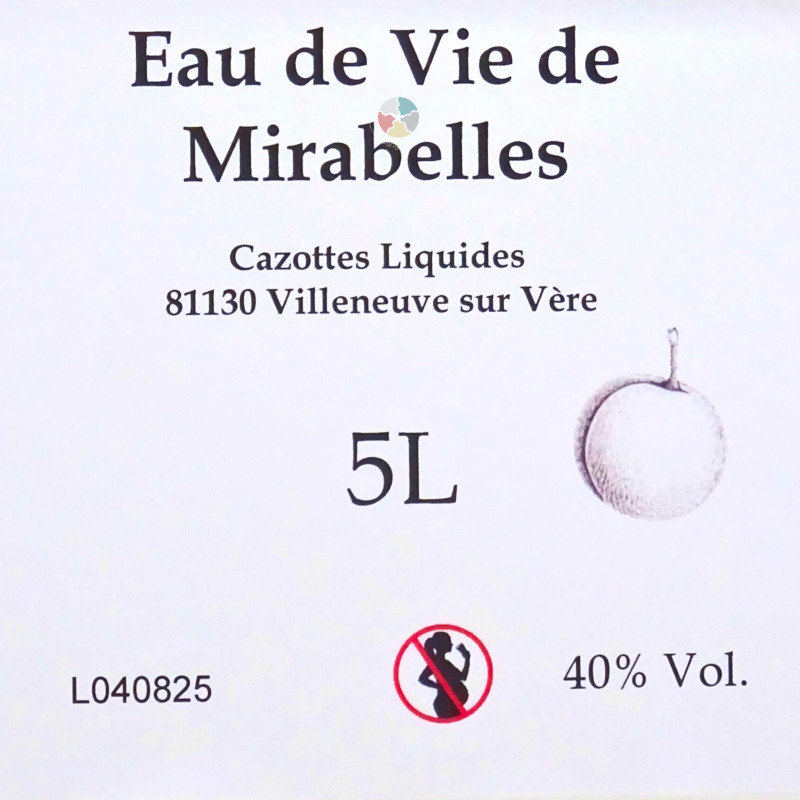 Eau de Vie de
Mirabelles
Cazottes Liquides
81130 Villeneuve sur Vère
5L
L040825
40% Vol.